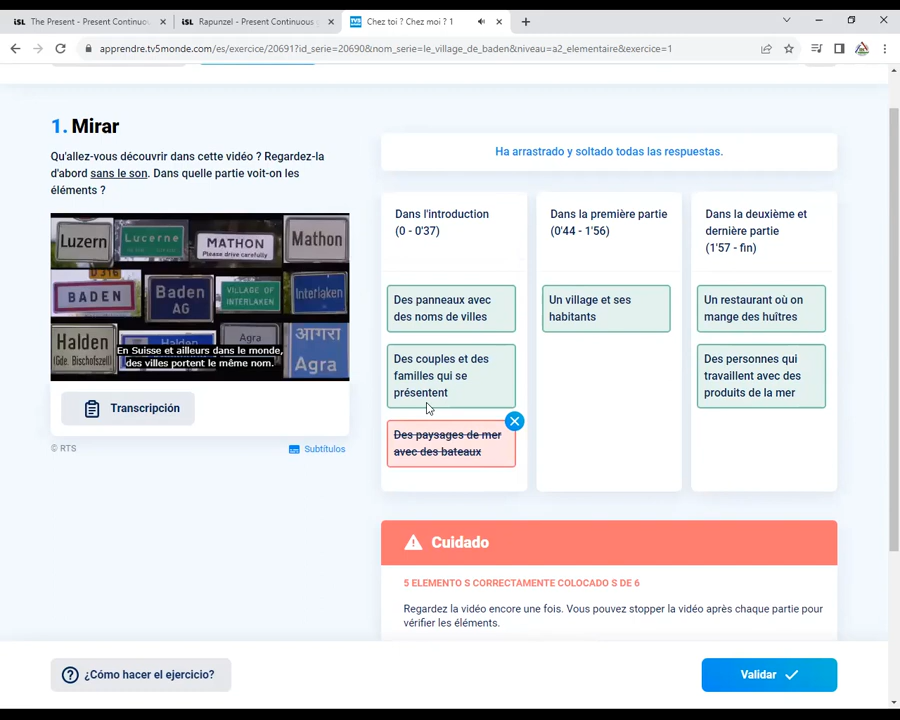 The Present - Present Continuou
Rapunzel - Present Continuous
Chez toi ? Chez moi ? 1
apprendre.tv5monde.com/es/exercice/20691?id_serie=20690&nom_serie=le_village_de_baden&niveau=a2_elementaire&exercice=1
1. Mirar
Qu'allez-vous découvrir dans cette vidéo ? Regardez-la
d'abord sans le son. Dans quelle partie voit-on les
éléments ?
Luzern
Lucerne
MATHON
Please drive carefully
Mathon
D 316
BADEN
Baden
AG
VILLAGE OF
INTERLAKEN
Interlaken
Halden
(Gde. Bischofszell)
Halden
Agra
आगरा
Agra
En Suisse et ailleurs dans le monde,
des villes portent le même nom.
Transcripción
© RTS
Subtítulos
Ha arrastrado y soltado todas las respuestas.
Dans l'introduction
(0 - 0'37)
Des panneaux avec
des noms de villes
Des couples et des
familles qui se
présentent
Des paysages de mer
avec des bateaux
Dans la première partie
(0'44 - 1'56)
Un village et ses
habitants
Dans la deuxième et
dernière partie
(1'57 - fin)
Un restaurant où on
mange des huîtres
Des personnes qui
travaillent avec des
produits de la mer
Cuidado
5 ELEMENTO S CORRECTAMENTE COLOCADO S DE 6
Regardez la vidéo encore une fois. Vous pouvez stopper la vidéo après chaque partie pour
vérifier les éléments.
¿Cómo hacer el ejercicio?
Validar